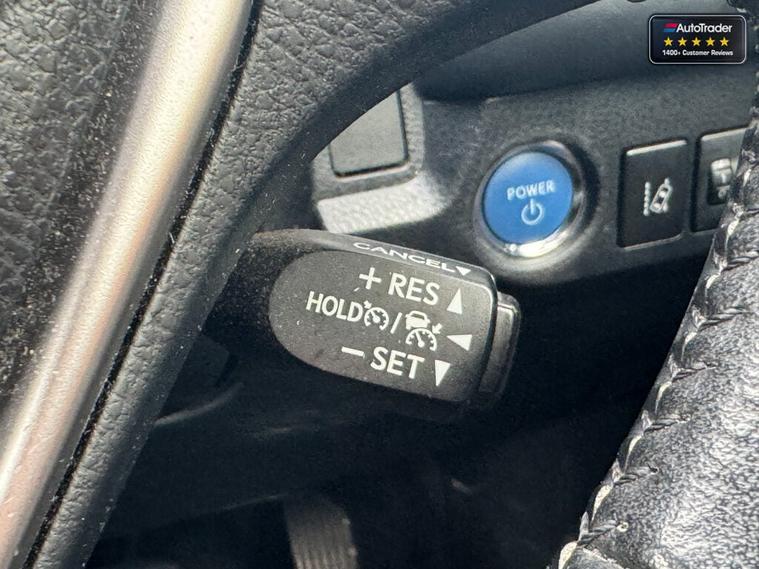 AutoTrader
1400+ Customer Reviews
POWER
CANCEL
+ RES
HOLD /
− SET